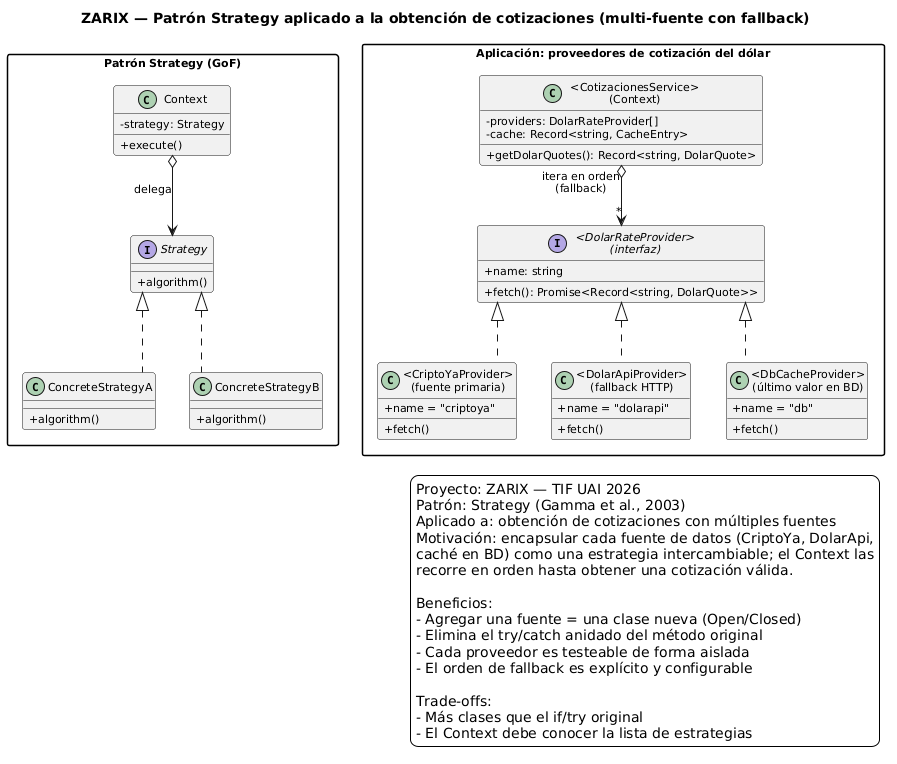 ZARIX — Patrón Strategy aplicado a la obtención de cotizaciones (multi-fuente con fallback)
Patrón Strategy (GoF)
C Context
-strategy: Strategy
+execute()
delega
I Strategy
+algorithm()
C ConcreteStrategyA
+algorithm()
C ConcreteStrategyB
+algorithm()
Aplicación: proveedores de cotización del dólar
C <CotizacionesService>
(Context)
-providers: DolarRateProvider[]
-cache: Record<string, CacheEntry>
+getDolarQuotes(): Record<string, DolarQuote>
itera en orden
(fallback)
*
I <DolarRateProvider>
(interfaz)
+name: string
+fetch(): Promise<Record<string, DolarQuote>>
C <CriptoYaProvider>
(fuente primaria)
+name = "criptoya"
+fetch()
C <DolarApiProvider>
(fallback HTTP)
+name = "dolarapi"
+fetch()
C <DbCacheProvider>
(último valor en BD)
+name = "db"
+fetch()
Proyecto: ZARIX — TIF UAI 2026
Patrón: Strategy (Gamma et al., 2003)
Aplicado a: obtención de cotizaciones con múltiples fuentes
Motivación: encapsular cada fuente de datos (CriptoYa, DolarApi,
caché en BD) como una estrategia intercambiable; el Context las
recorre en orden hasta obtener una cotización válida.
Beneficios:
- Agregar una fuente = una clase nueva (Open/Closed)
- Elimina el try/catch anidado del método original
- Cada proveedor es testeable de forma aislada
- El orden de fallback es explícito y configurable
Trade-offs:
- Más clases que el if/try original
- El Context debe conocer la lista de estrategias